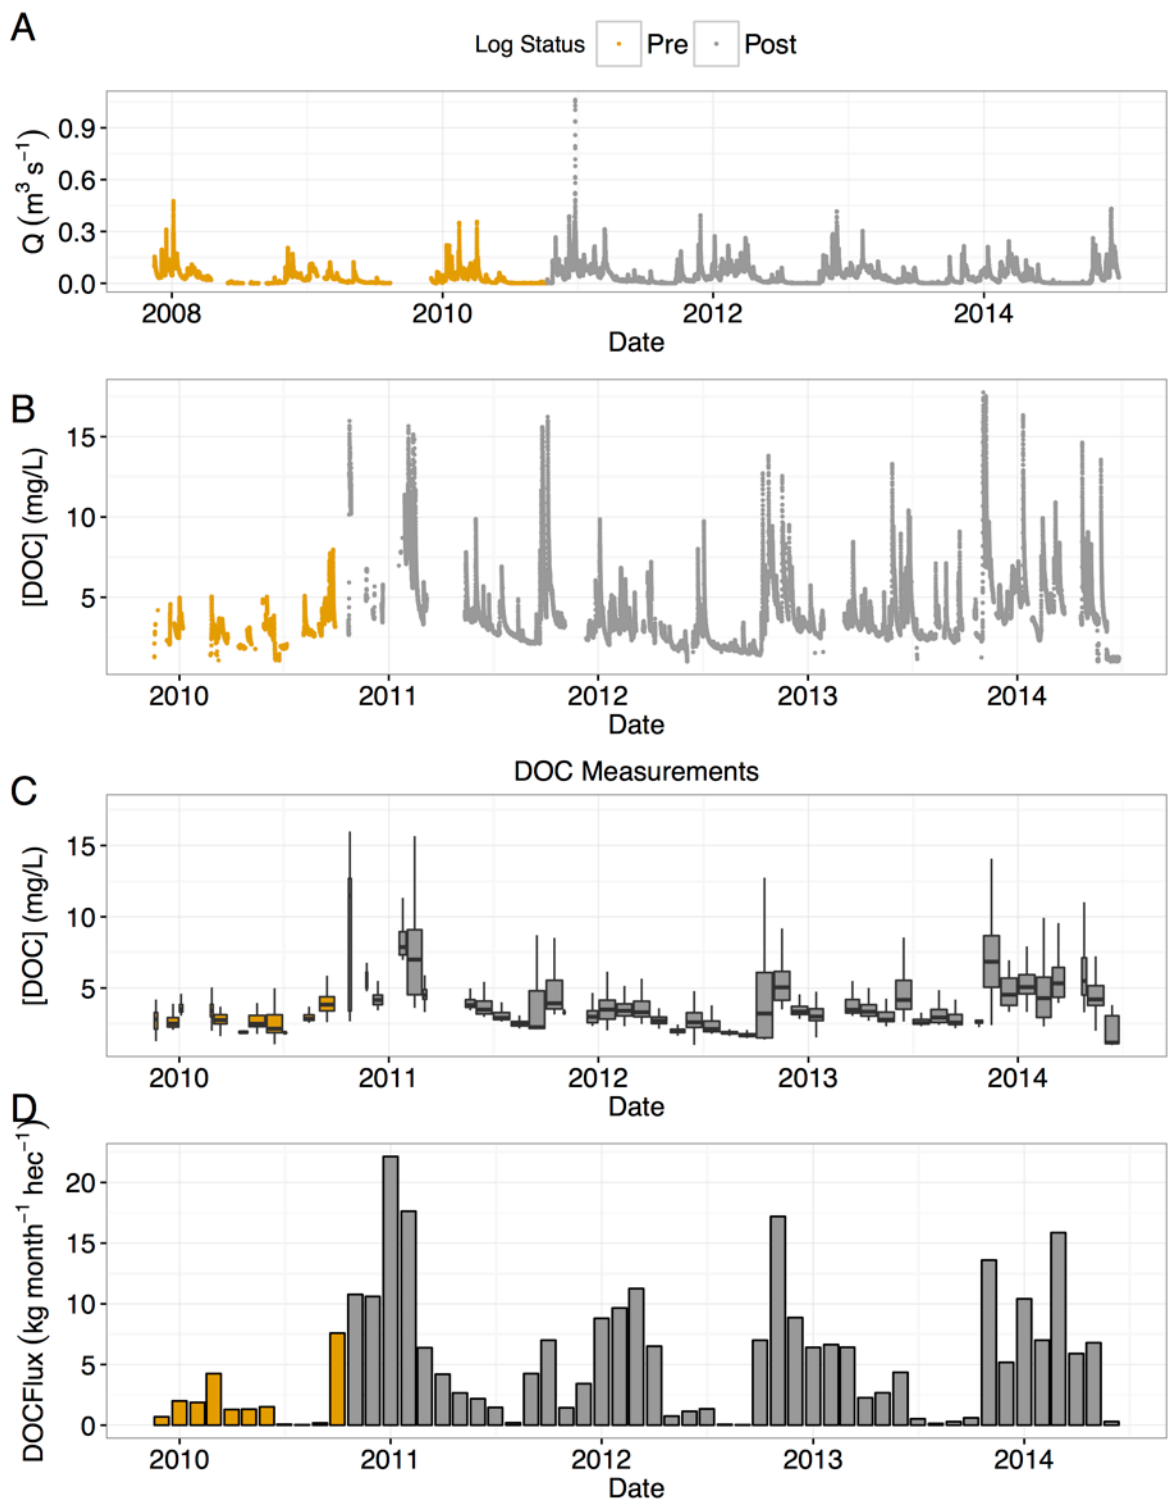 A
Log Status Pre Post
Q (m³ s⁻¹)
0.9
0.6
0.3
0.0
2008 2010 2012 2014
Date
B
[DOC] (mg/L)
15
10
5
2010 2011 2012 2013 2014
Date
DOC Measurements
C
[DOC] (mg/L)
15
10
5
2010 2011 2012 2013 2014
Date
D
DOCFlux (kg month⁻¹ hec⁻¹)
20
15
10
5
0
2010 2011 2012 2013 2014
Date